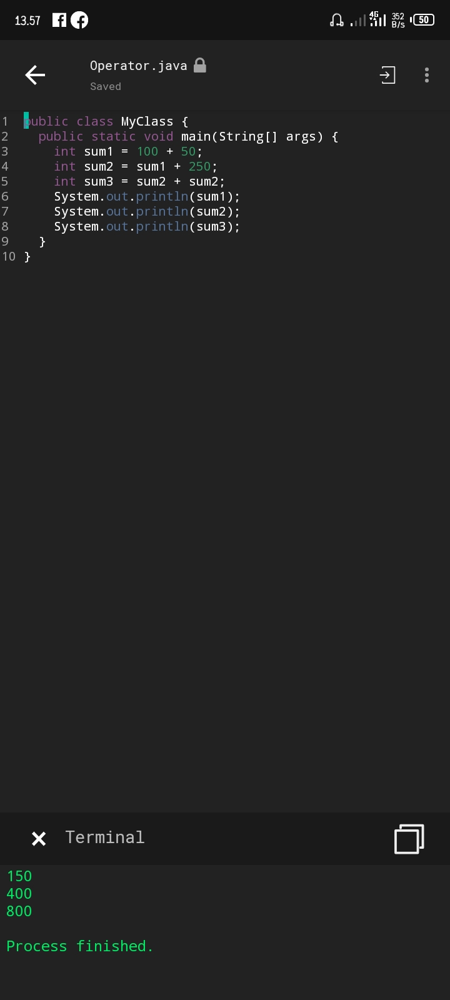 13.57 4G 352 B/s 50
Operator.java
Saved
1 public class MyClass {
2   public static void main(String[] args) {
3     int sum1 = 100 + 50;
4     int sum2 = sum1 + 250;
5     int sum3 = sum2 + sum2;
6     System.out.println(sum1);
7     System.out.println(sum2);
8     System.out.println(sum3);
9   }
10 }
Terminal
150
400
800
Process finished.